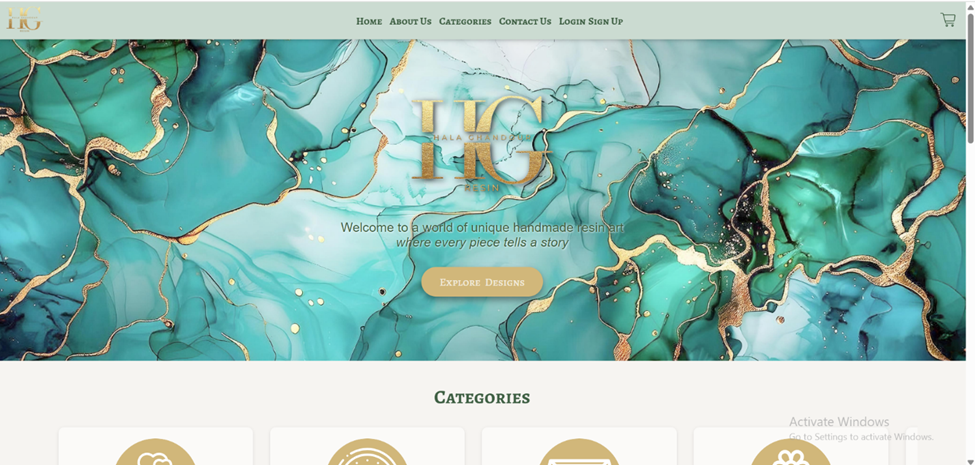 HG
Home About Us Categories Contact Us Login Sign Up
HG
HALA GHANDOUR
RESIN
Welcome to a world of unique handmade resin art
where every piece tells a story
Explore Designs
Categories
Activate Windows
Go to Settings to activate Windows.